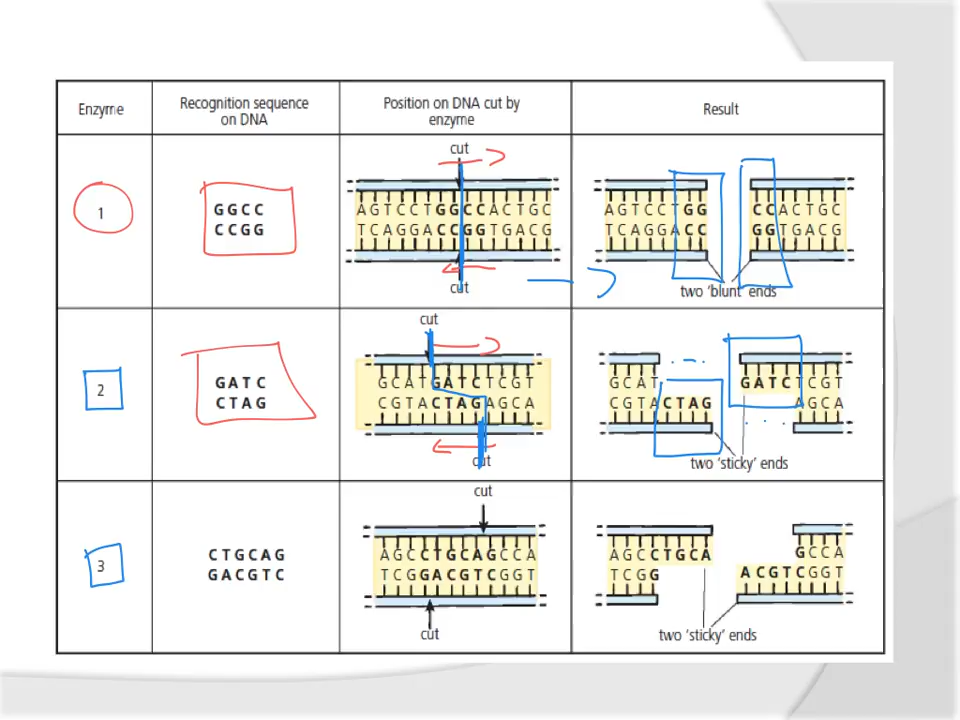 Enzyme
Recognition sequence
on DNA
Position on DNA cut by
enzyme
Result
1
GGCC
CCGG
cut
AGTCCTGGCCACTGC
TCAGGACCGGTGACG
cut
AGTCCTGG
TCAGGACC
CCACTGC
GGTGACG
two 'blunt' ends
2
GATC
CTAG
cut
GCATGATCTCGT
CGTACTAGAGCA
cut
GCAT
CGTACTAG
GATCTCGT
AGCA
two 'sticky' ends
3
CTGCAG
GACGTC
cut
AGCCTGCAGCCA
TCGGACGTCGGT
cut
AGCCTGCA
TCGG
GCCA
ACGTCGGT
two 'sticky' ends